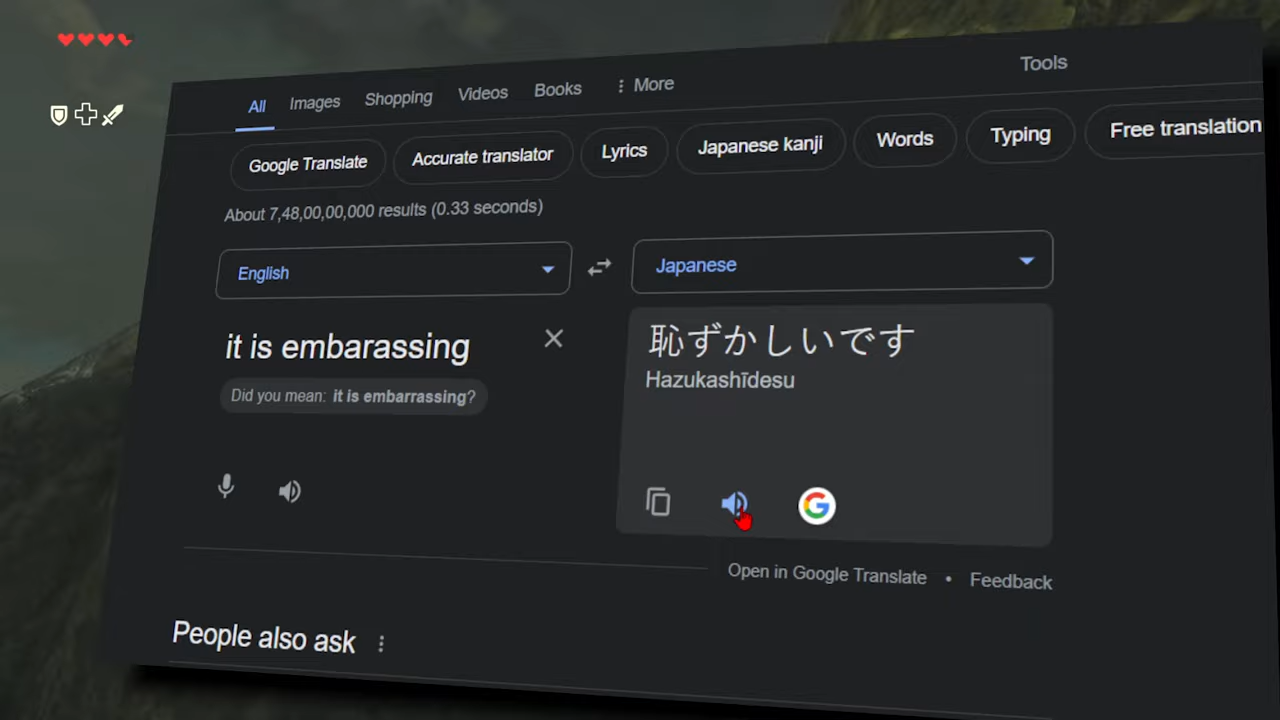 All Images Shopping Videos Books More Tools
Google Translate Accurate translator Lyrics Japanese kanji Words Typing Free translation
About 7,48,00,00,000 results (0.33 seconds)
English Japanese
it is embarassing
Did you mean: it is embarrassing?
恥ずかしいです
Hazukashīdesu
Open in Google Translate • Feedback
People also ask